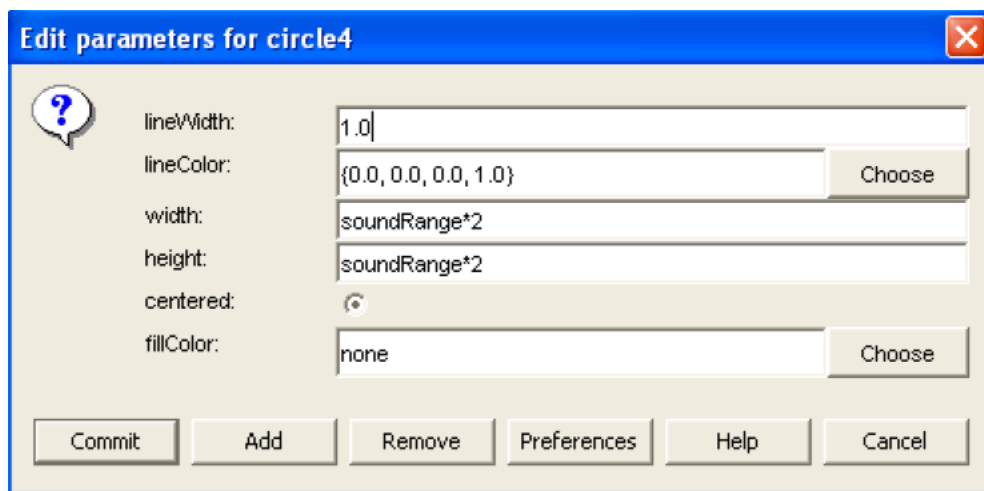 Edit parameters for circle4
?
lineWidth: 1.0
lineColor: {0.0, 0.0, 0.0, 1.0} Choose
width: soundRange*2
height: soundRange*2
centered:
fillColor: none Choose
Commit Add Remove Preferences Help Cancel